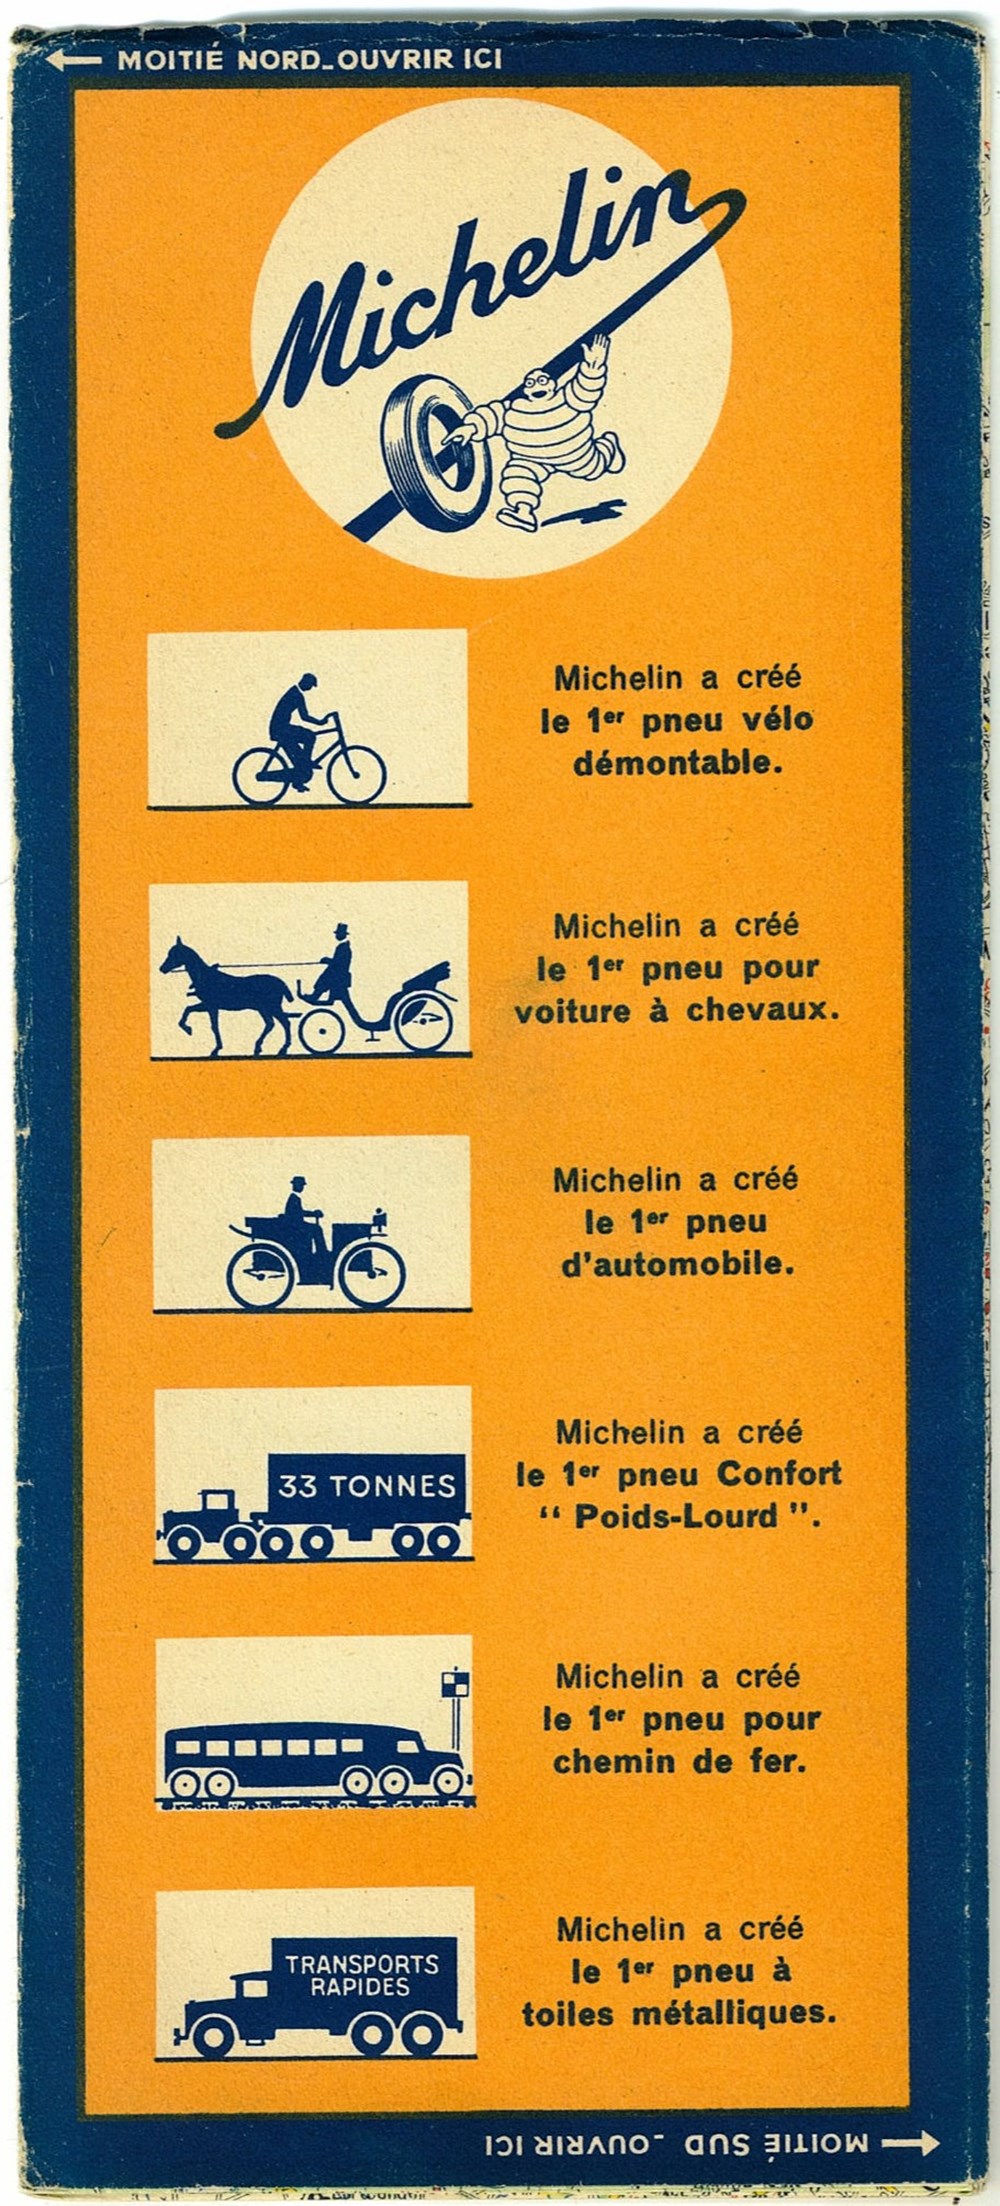 MOITIÉ NORD_OUVRIR ICI
Michelin
Michelin a créé
le 1er pneu vélo
démontable.
Michelin a créé
le 1er pneu pour
voiture à chevaux.
Michelin a créé
le 1er pneu
d'automobile.
33 TONNES
Michelin a créé
le 1er pneu Confort
“ Poids-Lourd ”.
Michelin a créé
le 1er pneu pour
chemin de fer.
TRANSPORTS
RAPIDES
Michelin a créé
le 1er pneu à
toiles métalliques.
MOITIÉ SUD _ OUVRIR ICI